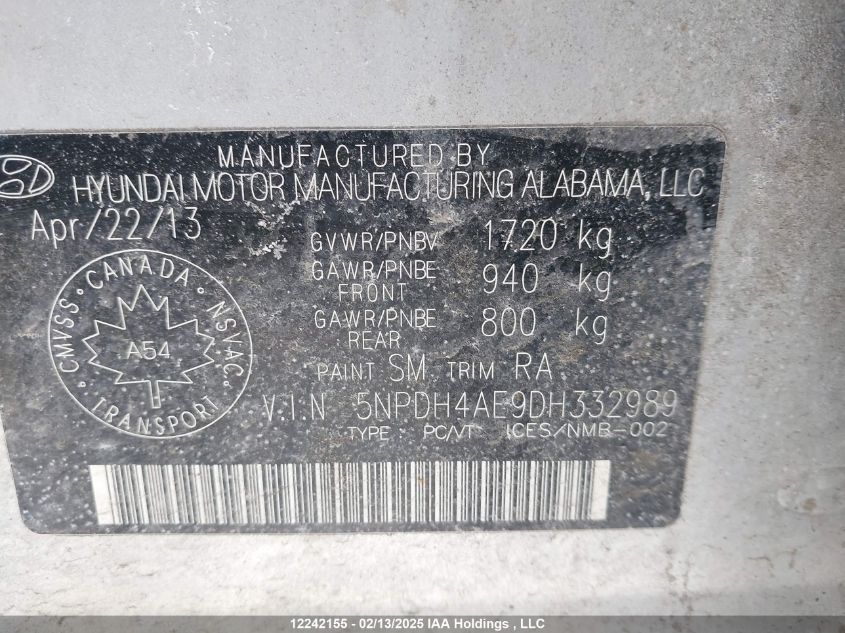 MANUFACTURED BY
HYUNDAI MOTOR MANUFACTURING ALABAMA, LLC
Apr/22/13
GVWR/PNBV 1720 kg
GAWR/PNBE FRONT 940 kg
GAWR/PNBE REAR 800 kg
PAINT SM TRIM RA
V.I.N 5NPDH4AE9DH332989
TYPE PC/VT ICES/NMB-002
CANADA
CMVSS NSVAC
A54
TRANSPORT
12242155 - 02/13/2025 IAA Holdings , LLC